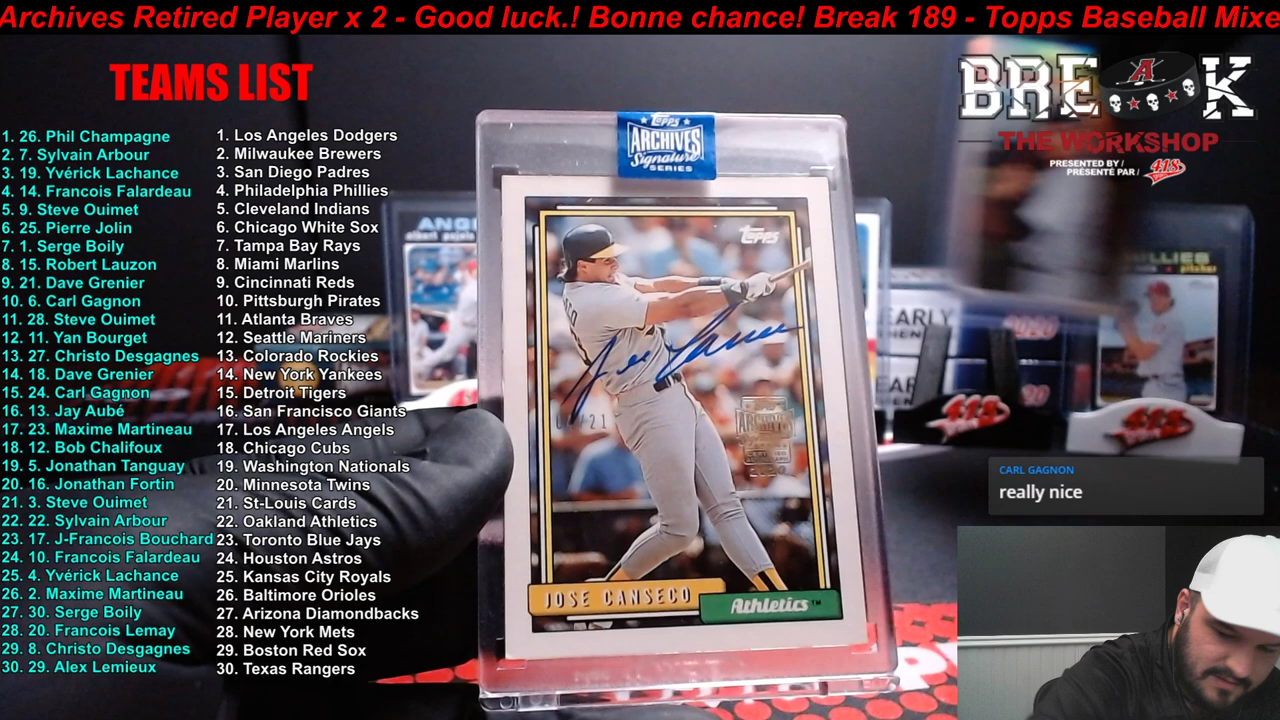 Archives Retired Player x 2 - Good luck.! Bonne chance! Break 189 - Topps Baseball Mixe
TEAMS LIST
1. 26. Phil Champagne
2. 7. Sylvain Arbour
3. 19. Yvérick Lachance
4. 14. Francois Falardeau
5. 9. Steve Ouimet
6. 25. Pierre Jolin
7. 1. Serge Boily
8. 15. Robert Lauzon
9. 21. Dave Grenier
10. 6. Carl Gagnon
11. 28. Steve Ouimet
12. 11. Yan Bourget
13. 27. Christo Desgagnes
14. 18. Dave Grenier
15. 24. Carl Gagnon
16. 13. Jay Aubé
17. 23. Maxime Martineau
18. 12. Bob Chalifoux
19. 5. Jonathan Tanguay
20. 16. Jonathan Fortin
21. 3. Steve Ouimet
22. 22. Sylvain Arbour
23. 17. J-Francois Bouchard
24. 10. Francois Falardeau
25. 4. Yvérick Lachance
26. 2. Maxime Martineau
27. 30. Serge Boily
28. 20. Francois Lemay
29. 8. Christo Desgagnes
30. 29. Alex Lemieux
1. Los Angeles Dodgers
2. Milwaukee Brewers
3. San Diego Padres
4. Philadelphia Phillies
5. Cleveland Indians
6. Chicago White Sox
7. Tampa Bay Rays
8. Miami Marlins
9. Cincinnati Reds
10. Pittsburgh Pirates
11. Atlanta Braves
12. Seattle Mariners
13. Colorado Rockies
14. New York Yankees
15. Detroit Tigers
16. San Francisco Giants
17. Los Angeles Angels
18. Chicago Cubs
19. Washington Nationals
20. Minnesota Twins
21. St-Louis Cards
22. Oakland Athletics
23. Toronto Blue Jays
24. Houston Astros
25. Kansas City Royals
26. Baltimore Orioles
27. Arizona Diamondbacks
28. New York Mets
29. Boston Red Sox
30. Texas Rangers
Topps
ARCHIVES
Signature
SERIES
Topps
Jose Canseco
ARCHIVES
JOSE CANSECO
Athletics™
BREAK
THE WORKSHOP
PRESENTED BY /
PRÉSENTÉ PAR /
418
418
418
CARL GAGNON
really nice